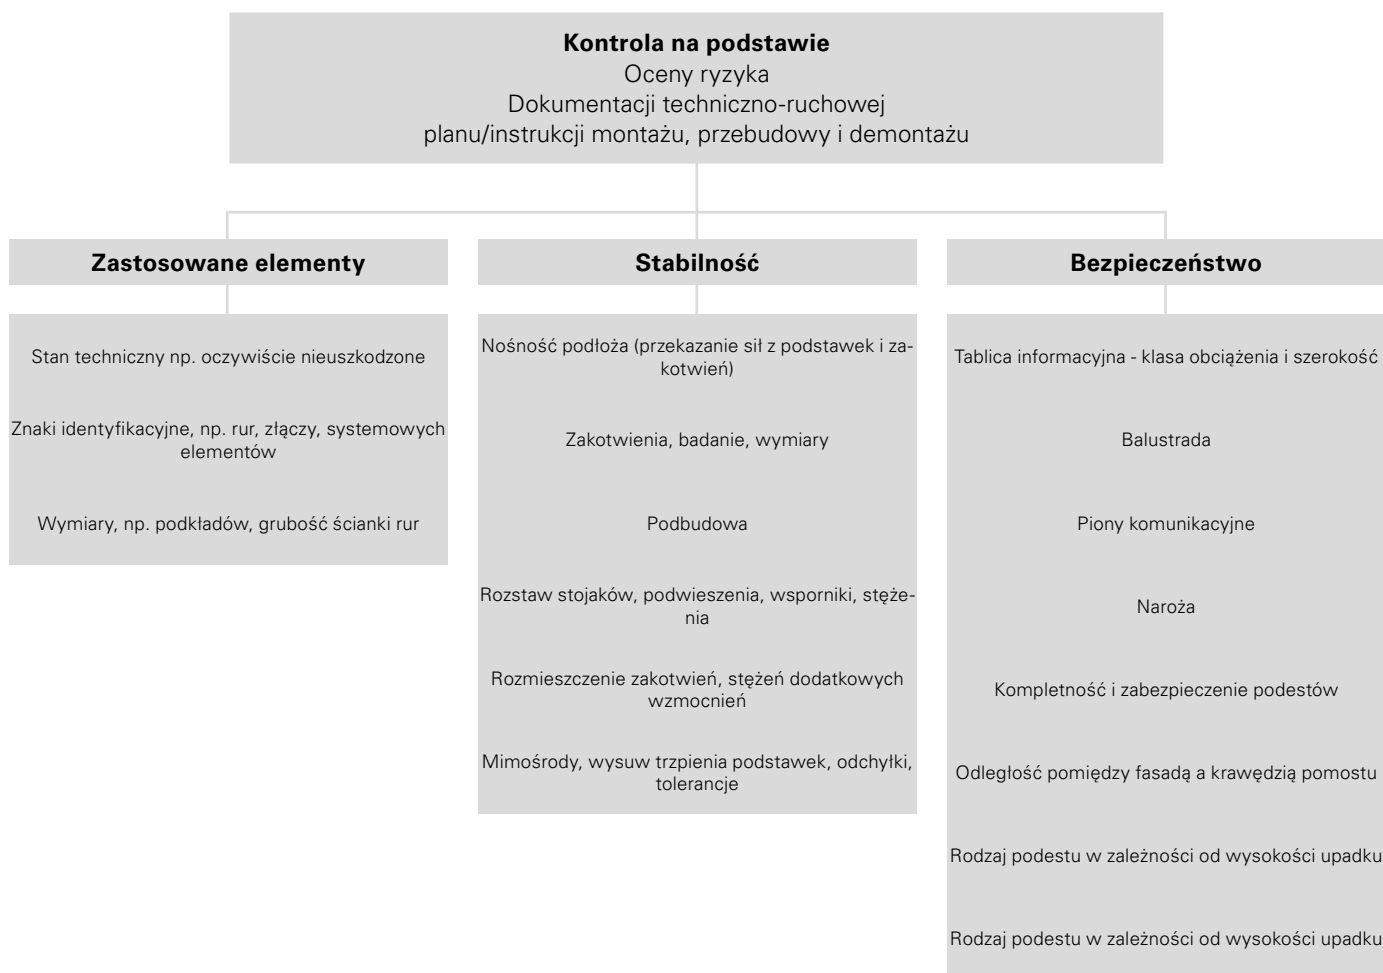 Kontrola na podstawie
Oceny ryzyka
Dokumentacji techniczno-ruchowej
planu/instrukcji montażu, przebudowy i demontażu
Zastosowane elementy
Stan techniczny np. oczywiście nieuszkodzone
Znaki identyfikacyjne, np. rur, złączy, systemowych
elementów
Wymiary, np. podkładów, grubość ścianki rur
Stabilność
Nośność podłoża (przekazanie sił z podstawek i za-
kotwień)
Zakotwienia, badanie, wymiary
Podbudowa
Rozstaw stojaków, podwieszenia, wsporniki, stęże-
nia
Rozmieszczenie zakotwień, stężeń dodatkowych
wzmocnień
Mimośrody, wysuw trzpienia podstawek, odchyłki,
tolerancje
Bezpieczeństwo
Tablica informacyjna - klasa obciążenia i szerokość
Balustrada
Piony komunikacyjne
Naroża
Kompletność i zabezpieczenie podestów
Odległość pomiędzy fasadą a krawędzią pomostu
Rodzaj podestu w zależności od wysokości upadku
Rodzaj podestu w zależności od wysokości upadku